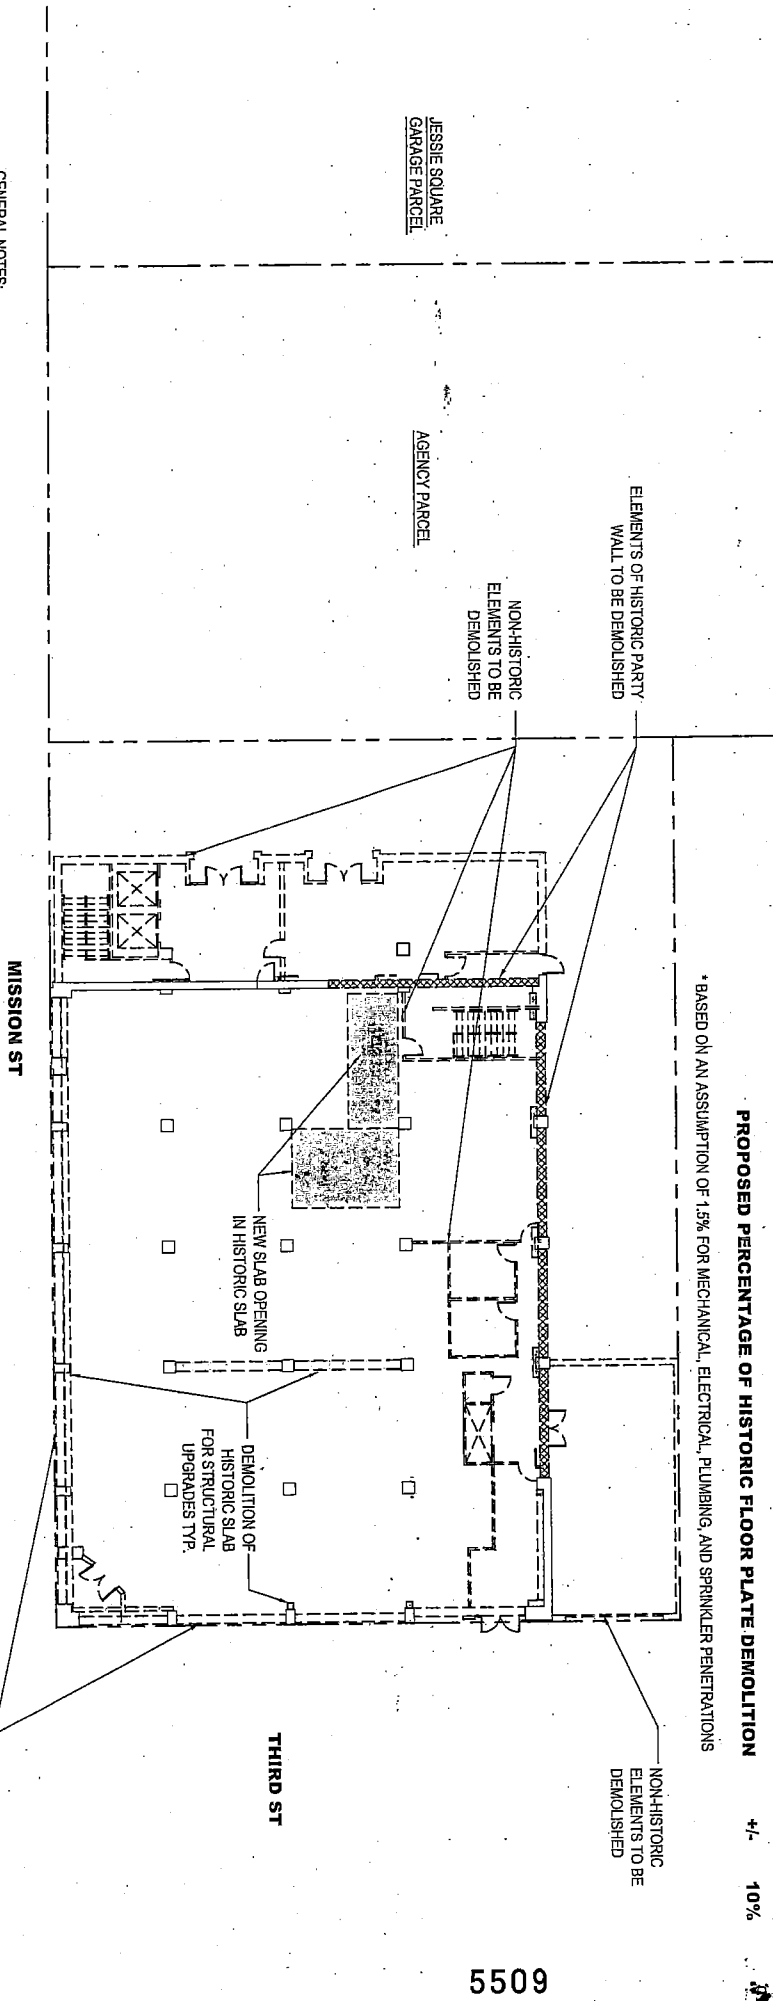 PROPOSED PERCENTAGE OF HISTORIC FLOOR PLATE DEMOLITION +/- 10%
* BASED ON AN ASSUMPTION OF 1.5% FOR MECHANICAL, ELECTRICAL, PLUMBING, AND SPRINKLER PENETRATIONS
ELEMENTS OF HISTORIC PARTY
WALL TO BE DEMOLISHED
NON-HISTORIC
ELEMENTS TO BE
DEMOLISHED
NON-HISTORIC
ELEMENTS TO BE
DEMOLISHED
JESSIE SQUARE
GARAGE PARCEL
AGENCY PARCEL
NEW SLAB OPENING
IN HISTORIC SLAB
DEMOLITION OF
HISTORIC SLAB
FOR STRUCTURAL
UPGRADES TYP.
THIRD ST
MISSION ST
GENERAL NOTES:
5509